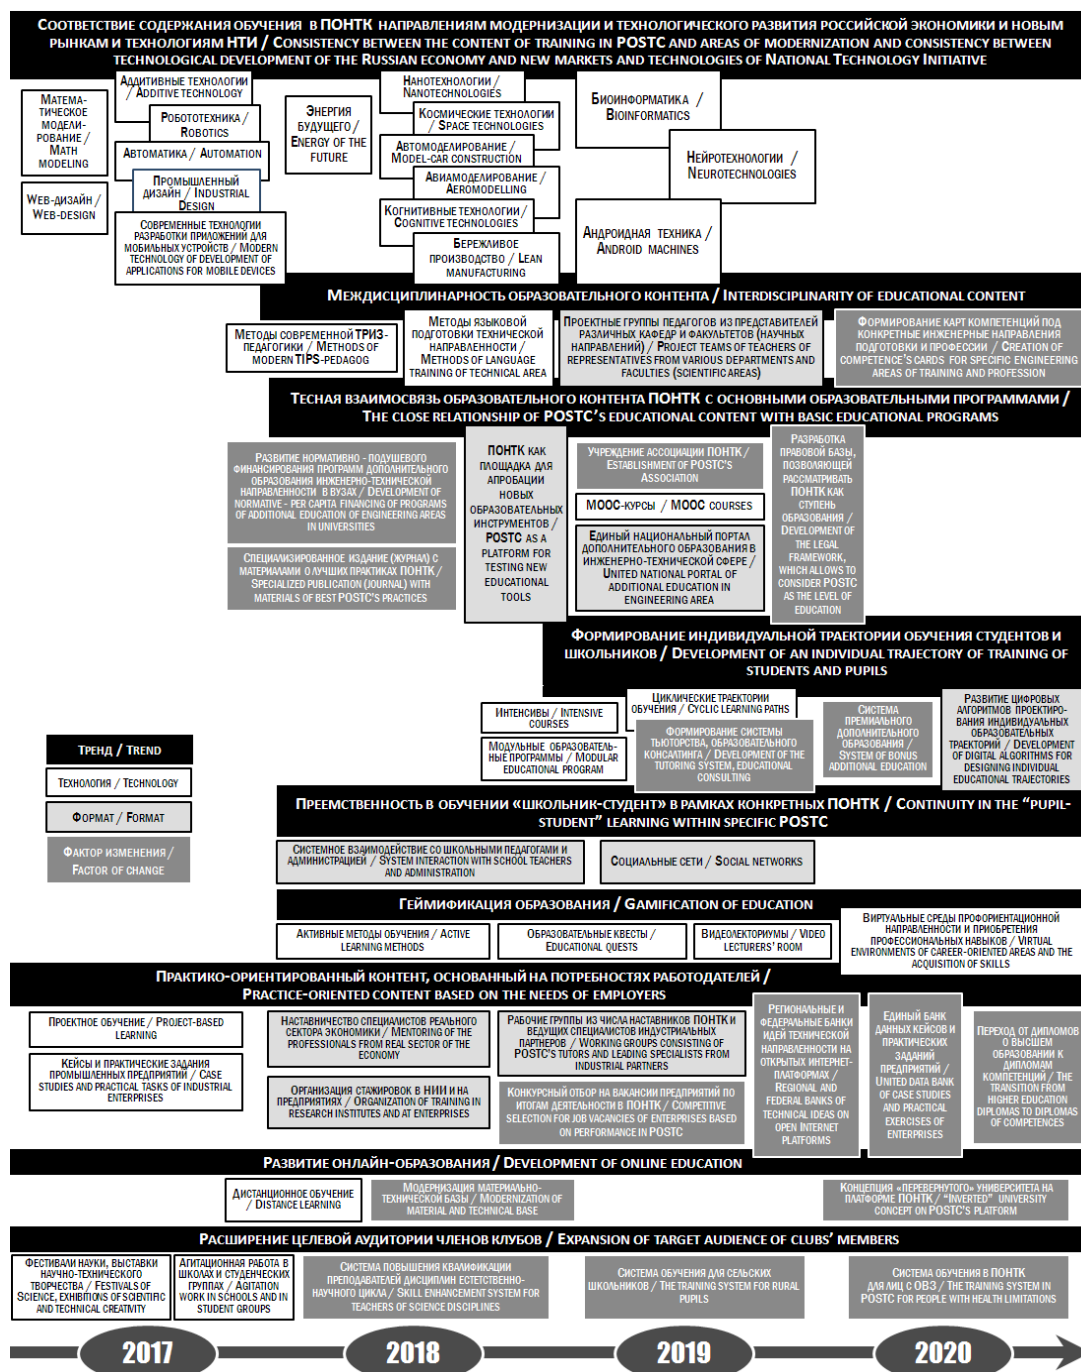 Соответствие содержания обучения в ПОНТК направлениям модернизации и технологического развития российской экономики и новым
рынкам и технологиям НТИ / Consistency between the content of training in POSTC and areas of modernization and consistency between
technological development of the Russian economy and new markets and technologies of National Technology Initiative
Матема-
тическое
модели-
рование /
Math
modeling
Web-дизайн /
Web-design
Аддитивные технологии
/ Additive technology
Робототехника /
Robotics
Автоматика / Automation
Промышленный
дизайн / Industrial
Design
Современные технологии
разработки приложений для
мобильных устройств / Modern
technology of development of
applications for mobile devices
Энергия
будущего /
Energy of the
future
Нанотехнологии /
Nanotechnologies
Космические технологии
/ Space technologies
Автомоделирование /
Model-car construction
Авиамоделирование /
Aeromodelling
Когнитивные технологии /
Cognitive technologies
Бережливое
производство / Lean
manufacturing
Биоинформатика /
Bioinformatics
Нейротехнологии /
Neurotechnologies
Андроидная техника /
Android machines
Междисциплинарность образовательного контента / Interdisciplinarity of educational content
Методы современной ТРИЗ-
педагогики / Methods of
modern TIPS-pedagog
Методы языковой
подготовки технической
направленности /
Methods of language
training of technical area
Проектные группы педагогов из представителей
различных кафедр и факультетов (научных
направлений) / Project teams of teachers of
representatives from various departments and
faculties (scientific areas)
Формирование карт компетенций под
конкретные инженерные направления
подготовки и профессии / Creation of
competence's cards for specific engineering
areas of training and profession
Тесная взаимосвязь образовательного контента ПОНТК с основными образовательными программами /
The close relationship of POSTC's educational content with basic educational programs
Развитие нормативно - подушевого
финансирования программ дополнительного
образования инженерно-технической
направленности в вузах / Development of
normative - per capita financing of programs
of additional education of engineering areas
in universities
Специализированное издание (журнал) с
материалами о лучших практиках ПОНТК /
Specialized publication (journal) with
materials of best POSTC's practices
ПОНТК как
площадка для
апробации
новых
образовательных
инструментов /
POSTC as a
platform for
testing new
educational
tools
Учреждение ассоциации ПОНТК /
Establishment of POSTC's
Association
МООС-курсы / MOOC courses
Единый национальный портал
дополнительного образования в
инженерно-технической сфере /
United national portal of
additional education in
engineering area
Разработка
правовой базы,
позволяющей
рассматривать
ПОНТК как
ступень
образования /
Development of
the legal
framework,
which allows to
consider POSTC
as the level of
education
Формирование индивидуальной траектории обучения студентов и
школьников / Development of an individual trajectory of training of
students and pupils
Интенсивы / Intensive
courses
Модульные образователь-
ные программы / Modular
educational program
Циклические траектории
обучения / Cyclic learning paths
Формирование системы
тьюторства, образовательного
консалтинга / Development of the
tutoring system, educational
consulting
Система
премиального
дополнительного
образования /
System of bonus
additional education
Развитие цифровых
алгоритмов проектиро-
вания индивидуальных
образовательных
траекторий / Development
of digital algorithms for
designing individual
educational trajectories
Тренд / Trend
Технология / Technology
Формат / Format
Фактор изменения /
Factor of change
Преемственность в обучении «школьник-студент» в рамках конкретных ПОНТК / Continuity in the “pupil-
student” learning within specific POSTC
Системное взаимодействие со школьными педагогами и
администрацией / System interaction with school teachers
and administration
Социальные сети / Social networks
Геймификация образования / Gamification of education
Активные методы обучения / Active
learning methods
Образовательные квесты /
Educational quests
Видеолекториумы / Video
lecturers' room
Виртуальные среды профориентационной
направленности и приобретения
профессиональных навыков / Virtual
environments of career-oriented areas and the
acquisition of skills
Практико-ориентированный контент, основанный на потребностях работодателей /
Practice-oriented content based on the needs of employers
Проектное обучение / Project-based
learning
Кейсы и практические задания
промышленных предприятий / Case
studies and practical tasks of industrial
enterprises
Наставничество специалистов реального
сектора экономики / Mentoring of the
professionals from real sector of the
economy
Организация стажировок в НИИ и на
предприятиях / Organization of training in
research institutes and at enterprises
Рабочие группы из числа наставников ПОНТК и
ведущих специалистов индустриальных
партнеров / Working groups consisting of
POSTC's tutors and leading specialists from
industrial partners
Конкурсный отбор на вакансии предприятий по
итогам деятельности в ПОНТК / Competitive
selection for job vacancies of enterprises based
on performance in POSTC
Региональные и
федеральные банки
идей технической
направленности на
открытых интернет-
платформах / Regional and
federal banks of
technical ideas on
open Internet
platforms
Единый банк
данных кейсов и
практических
заданий
предприятий /
United data bank
of case studies
and practical
exercises of
enterprises
Переход от дипломов
о высшем
образовании к
дипломам
компетенций / The
transition from
higher education
diplomas to diplomas
of competences
Развитие онлайн-образования / Development of online education
Дистанционное обучение
/ Distance learning
Модернизация материально-
технической базы / Modernization of
material and technical base
Концепция «перевернутого» университета на
платформе ПОНТК / “Inverted” university
concept on POSTC's platform
Расширение целевой аудитории членов клубов / Expansion of target audience of clubs' members
Фестивали науки, выставки
научно-технического
творчества / Festivals of
Science, exhibitions of scientific
and technical creativity
Агитационная работа в
школах и студенческих
группах / Agitation
work in schools and in
student groups
Система повышения квалификации
преподавателей дисциплин естественно-
научного цикла / Skill enhancement system for
teachers of science disciplines
Система обучения для сельских
школьников / The training system for rural
pupils
Система обучения в ПОНТК
для лиц с ОВЗ / The training system in
POSTC for people with health limitations
2017
2018
2019
2020